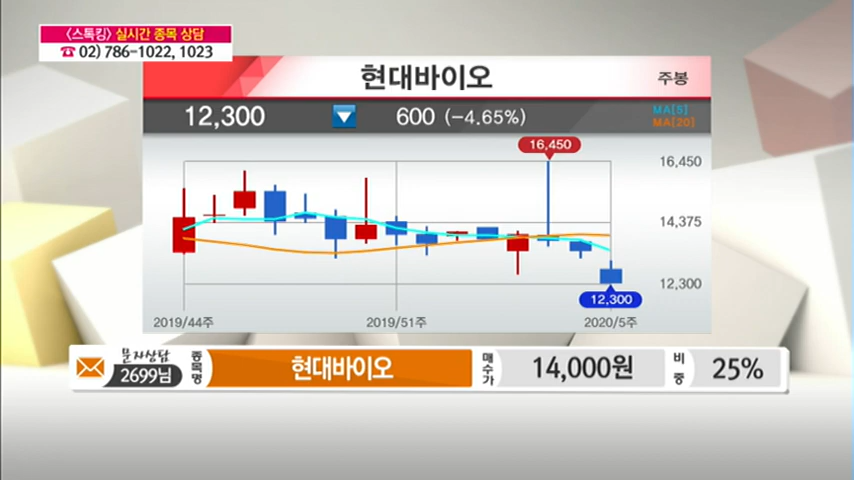 <스톡킹> 실시간 종목 상담
☎ 02) 786-1022, 1023
현대바이오
주봉
12,300 ▼ 600 (-4.65%)
MA[5]
MA[20]
16,450
16,450
14,375
12,300
12,300
2019/44주 2019/51주 2020/5주
문자상담
2699님
종목명
현대바이오
매수가
14,000원
비중
25%